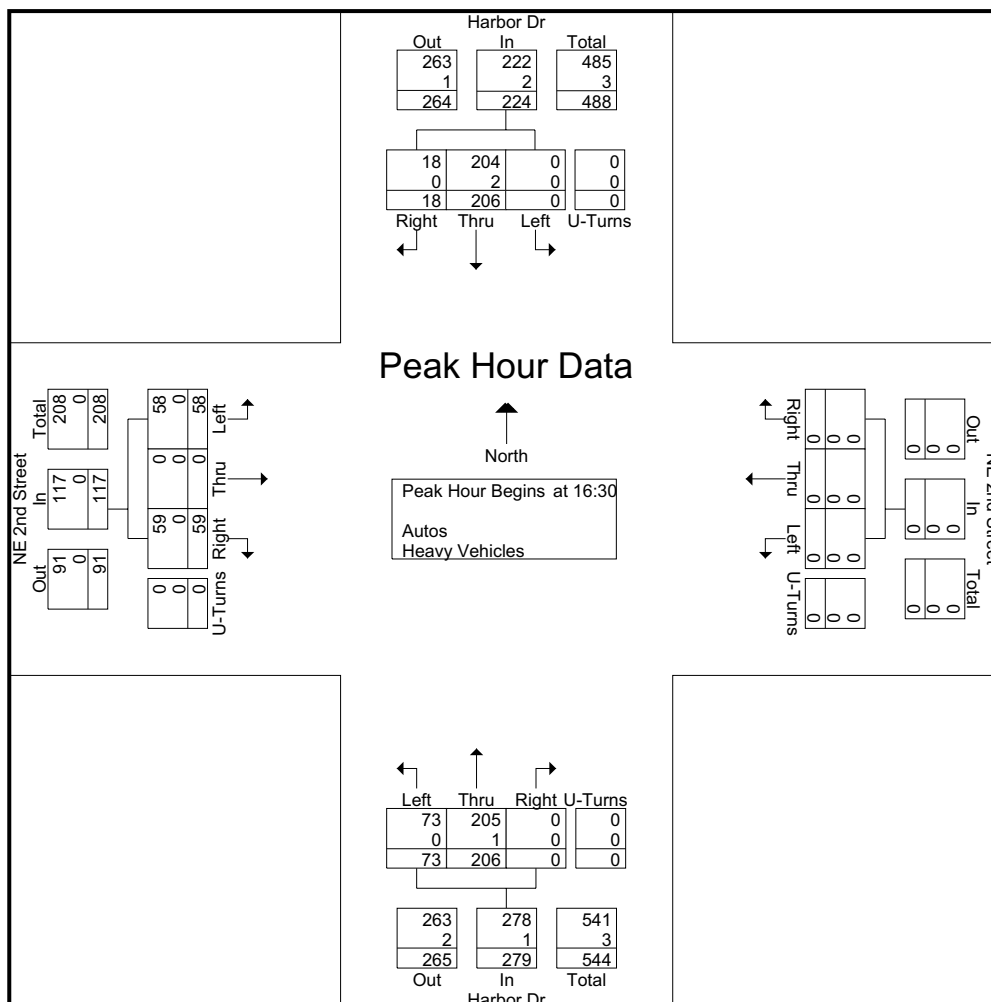 Harbor Dr
Out In Total
263 222 485
1 2 3
264 224 488
18 204 0 0
0 2 0 0
18 206 0 0
Right Thru Left U-Turns
Peak Hour Data
North
Peak Hour Begins at 16:30
Autos
Heavy Vehicles
NE 2nd Street
Out In Total
91 117 208
0 0 0
91 117 208
U-Turns Right Thru Left
0 59 0 58
0 0 0 0
0 59 0 58
NE 2nd Street
Out In Total
0 0 0
0 0 0
0 0 0
Right Thru Left U-Turns
0 0 0 0
0 0 0 0
0 0 0 0
Left Thru Right U-Turns
73 205 0 0
0 1 0 0
73 206 0 0
263 278 541
2 1 3
265 279 544
Out In Total
Harbor Dr